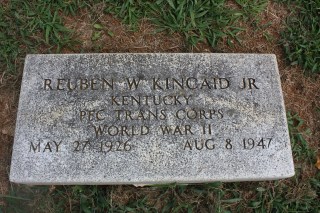 REUBEN W KINCAID JR
KENTUCKY
PFC TRANS CORPS
WORLD WAR II
MAY 27 1926 AUG 8 1947